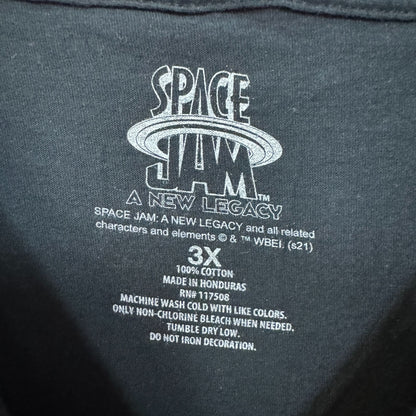 SPACE
JAM™
A NEW LEGACY
SPACE JAM: A NEW LEGACY and all related
characters and elements © & ™ WBEI. (s21)
3X
100% COTTON
MADE IN HONDURAS
RN# 117508
MACHINE WASH COLD WITH LIKE COLORS.
ONLY NON-CHLORINE BLEACH WHEN NEEDED.
TUMBLE DRY LOW.
DO NOT IRON DECORATION.